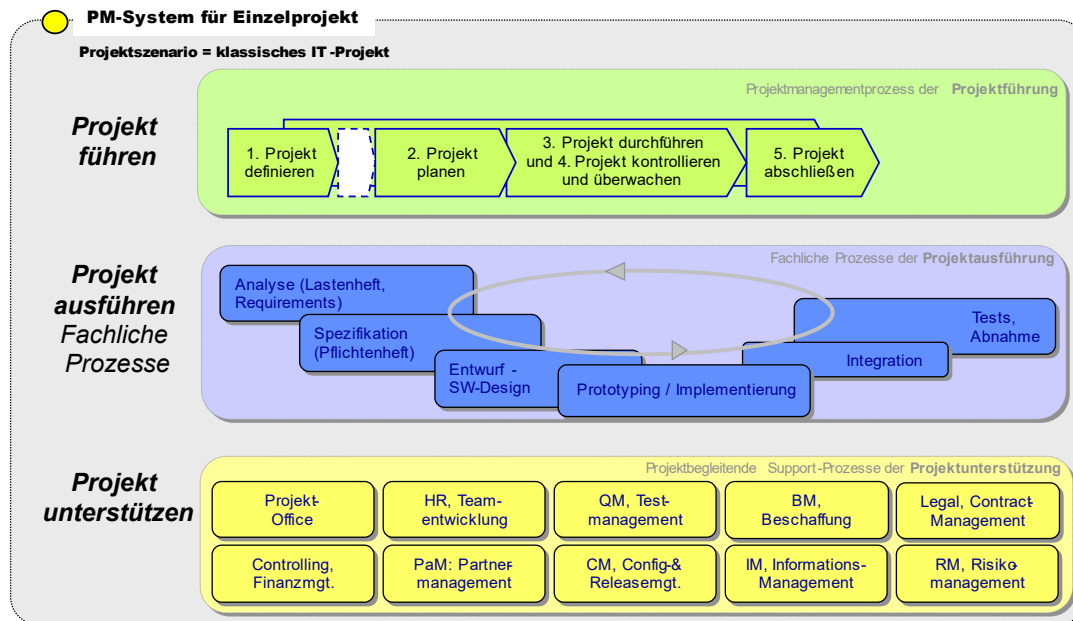 PM-System für Einzelprojekt
Projektszenario = klassisches IT -Projekt
Projektmanagementprozess der Projektführung
Projekt
führen
1. Projekt
definieren
2. Projekt
planen
3. Projekt durchführen
und 4. Projekt kontrollieren
und überwachen
5. Projekt
abschließen
Fachliche Prozesse der Projektausführung
Projekt
ausführen
Fachliche
Prozesse
Analyse (Lastenheft,
Requirements)
Spezifikation
(Pflichtenheft)
Entwurf -
SW-Design
Prototyping / Implementierung
Integration
Tests,
Abnahme
Projektbegleitende Support-Prozesse der Projektunterstützung
Projekt
unterstützen
Projekt-
Office
HR, Team-
entwicklung
QM, Test-
management
BM,
Beschaffung
Legal, Contract-
Management
Controlling,
Finanzmgt.
PaM: Partner-
management
CM, Config-&
Releasemgt.
IM, Informations-
Management
RM, Risiko-
management